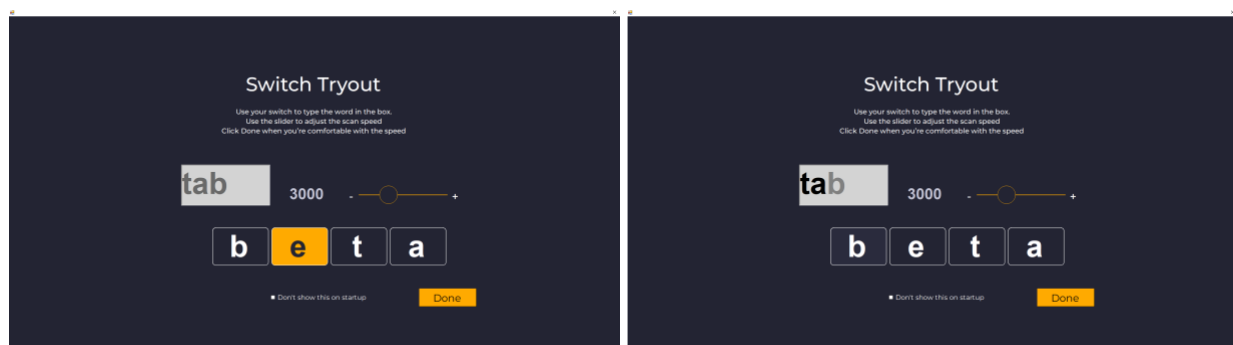 Switch Tryout
Use your switch to type the word in the box.
Use the slider to adjust the scan speed
Click Done when you're comfortable with the speed
tab 3000 - +
b e t a
Don't show this on startup Done
Switch Tryout
Use your switch to type the word in the box.
Use the slider to adjust the scan speed
Click Done when you're comfortable with the speed
tab 3000 - +
b e t a
Don't show this on startup Done